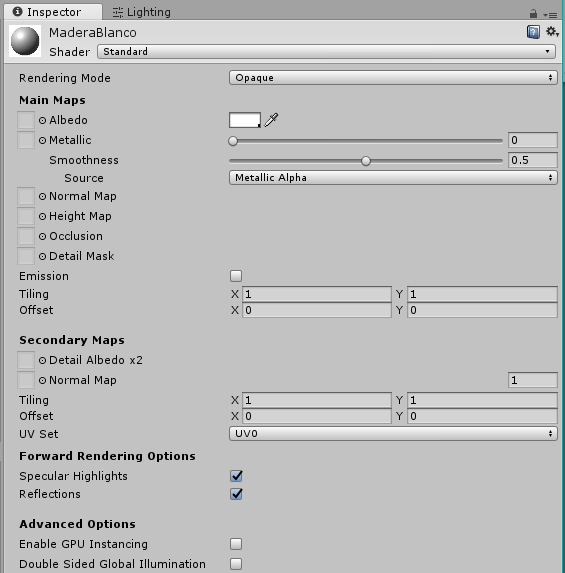 Inspector Lighting
MaderaBlanco
Shader Standard
Rendering Mode Opaque
Main Maps
Albedo
Metallic 0
Smoothness 0.5
Source Metallic Alpha
Normal Map
Height Map
Occlusion
Detail Mask
Emission
Tiling X 1 Y 1
Offset X 0 Y 0
Secondary Maps
Detail Albedo x2
Normal Map 1
Tiling X 1 Y 1
Offset X 0 Y 0
UV Set UV0
Forward Rendering Options
Specular Highlights
Reflections
Advanced Options
Enable GPU Instancing
Double Sided Global Illumination